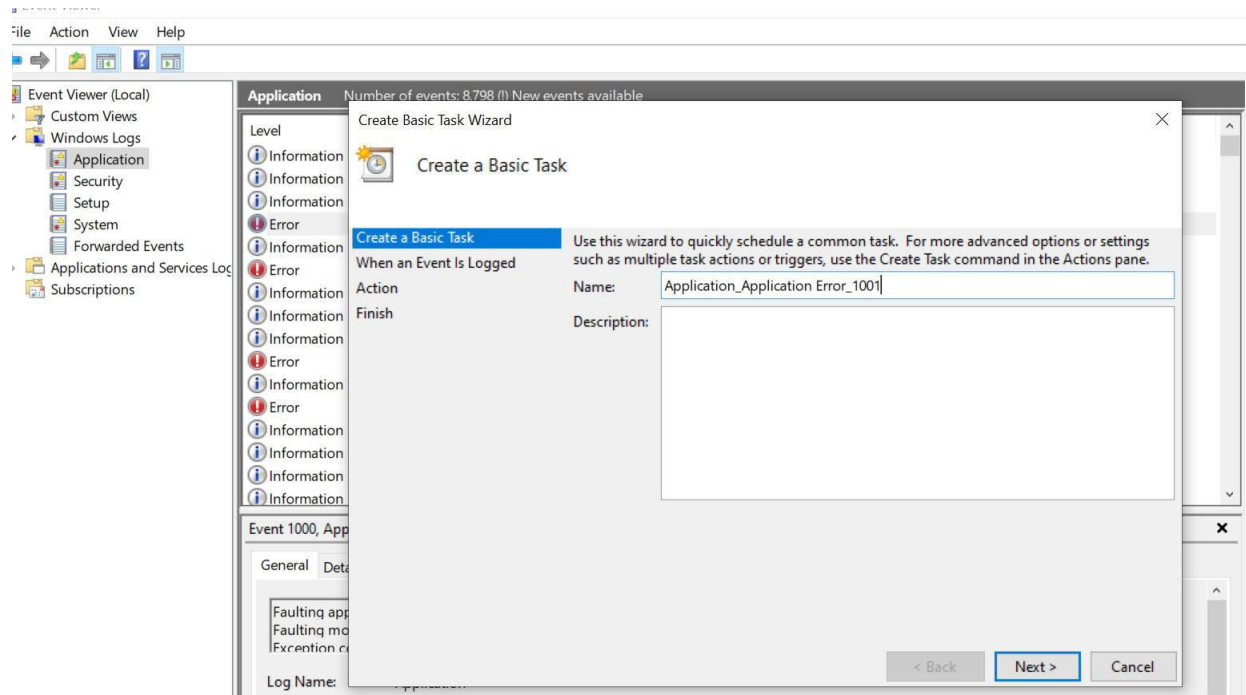 File Action View Help
Event Viewer (Local)
Custom Views
Windows Logs
Application
Security
Setup
System
Forwarded Events
Applications and Services Log
Subscriptions
Application Number of events: 8.798 (!) New events available
Level
Information
Information
Information
Error
Information
Error
Information
Information
Information
Error
Information
Error
Information
Information
Information
Information
Create Basic Task Wizard
Create a Basic Task
Create a Basic Task
When an Event Is Logged
Action
Finish
Use this wizard to quickly schedule a common task. For more advanced options or settings
such as multiple task actions or triggers, use the Create Task command in the Actions pane.
Name: Application_Application Error_1001
Description:
< Back Next > Cancel
Event 1000, App
General Deta
Faulting app
Faulting mo
Exception co
Log Name: